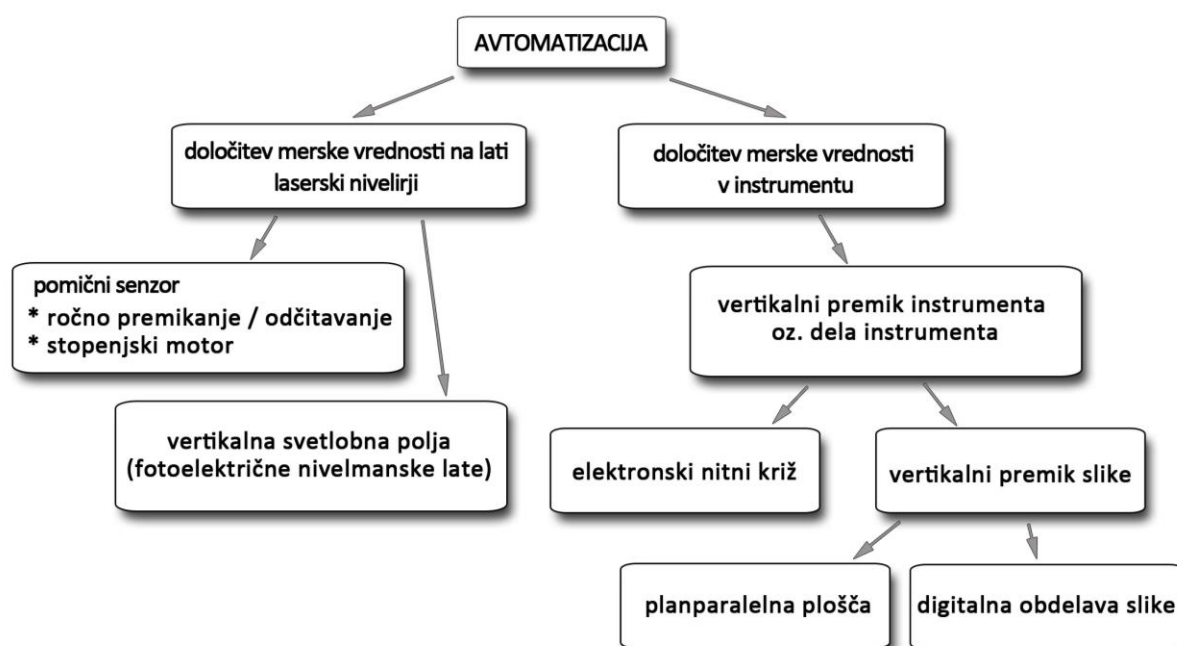 AVTOMATIZACIJA
določitev merske vrednosti na lati
laserski nivelirji
določitev merske vrednosti
v instrumentu
pomični senzor
* ročno premikanje / odčitavanje
* stopenjski motor
vertikalni premik instrumenta
oz. dela instrumenta
vertikalna svetlobna polja
(fotoelektrične nivelmanske late)
elektronski nitni križ
vertikalni premik slike
planparalelna plošča
digitalna obdelava slike